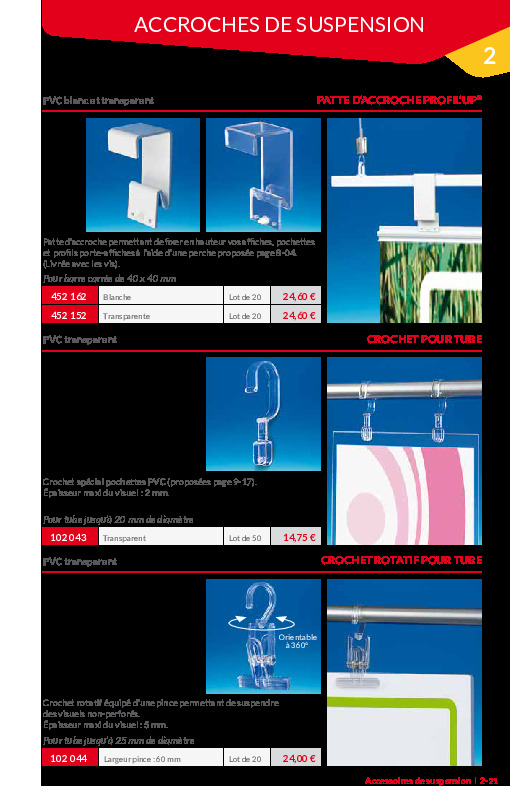 ACCROCHES DE SUSPENSION
2
PVC blanc et transparent
PATTE D'ACCROCHE PROFIL'UP®
Patte d'accroche permettant de fixer en hauteur vos affiches, pochettes
et profils porte-affiches à l'aide d'une perche proposée page 8-04.
(Livrée avec les vis).
Pour barre carrée de 40 x 40 mm
452 162 Blanche Lot de 20 24,60 €
452 152 Transparente Lot de 20 24,60 €
PVC transparent
CROCHET POUR TUBE
Crochet spécial pochettes PVC (proposées page 9-17).
Épaisseur maxi du visuel : 2 mm.
Pour tube jusqu'à 20 mm de diamètre
102 043 Transparent Lot de 50 14,75 €
PVC transparent
CROCHET ROTATIF POUR TUBE
Orientable
à 360°
Crochet rotatif équipé d'une pince permettant de suspendre
des visuels non-perforés.
Épaisseur maxi du visuel : 5 mm.
Pour tube jusqu'à 25 mm de diamètre
102 044 Largeur pince : 60 mm Lot de 20 24,00 €
Accessoires de suspension | 2-21